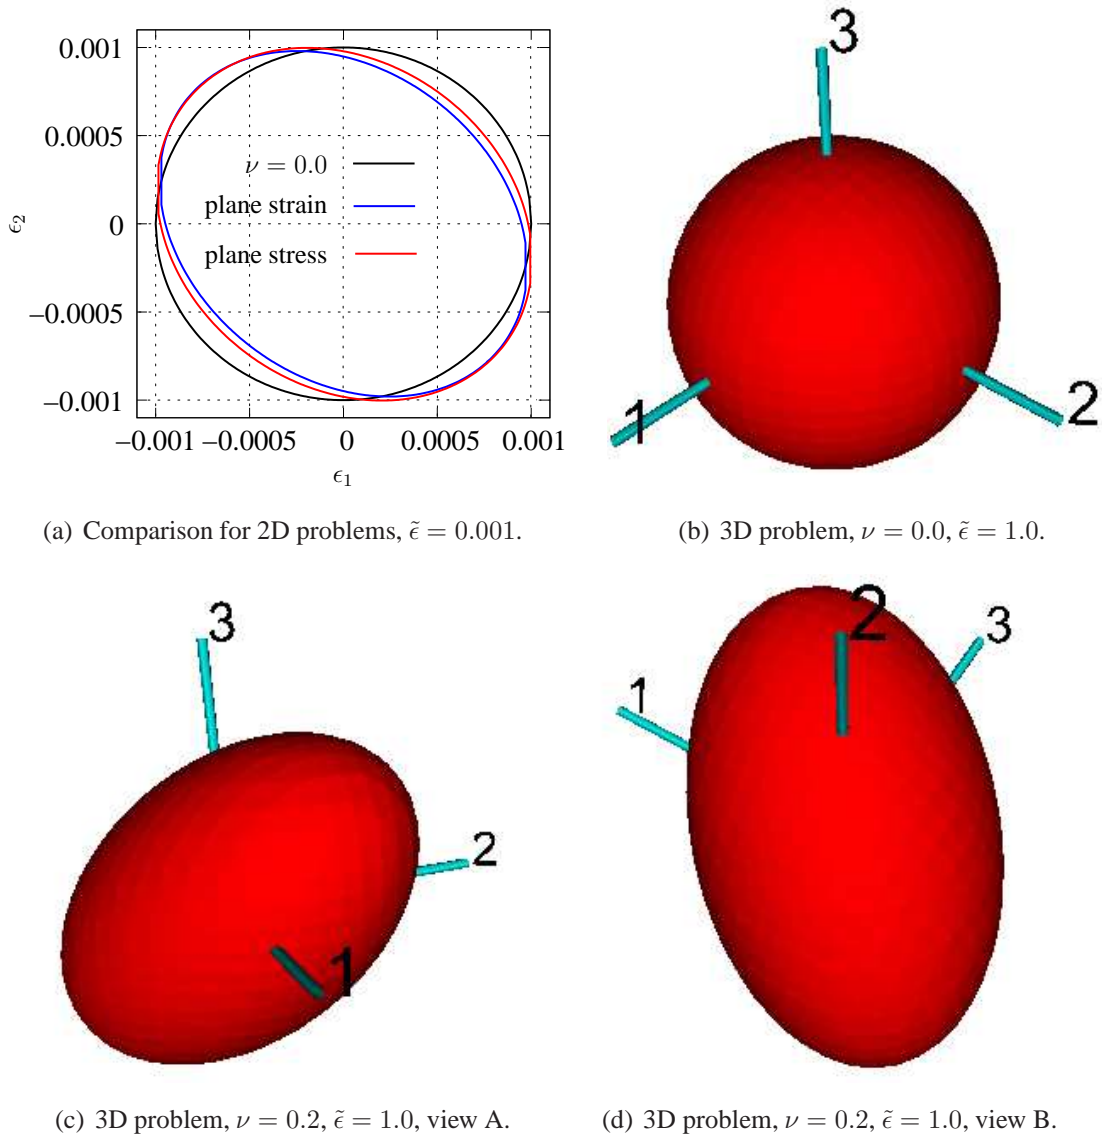 0.001
0.0005
0
−0.0005
−0.001
ϵ₂
ν = 0.0
plane strain
plane stress
−0.001 −0.0005 0 0.0005 0.001
ϵ₁
(a) Comparison for 2D problems, ϵ̃ = 0.001.
3
1
2
(b) 3D problem, ν = 0.0, ϵ̃ = 1.0.
3
2
1
(c) 3D problem, ν = 0.2, ϵ̃ = 1.0, view A.
2
3
1
(d) 3D problem, ν = 0.2, ϵ̃ = 1.0, view B.